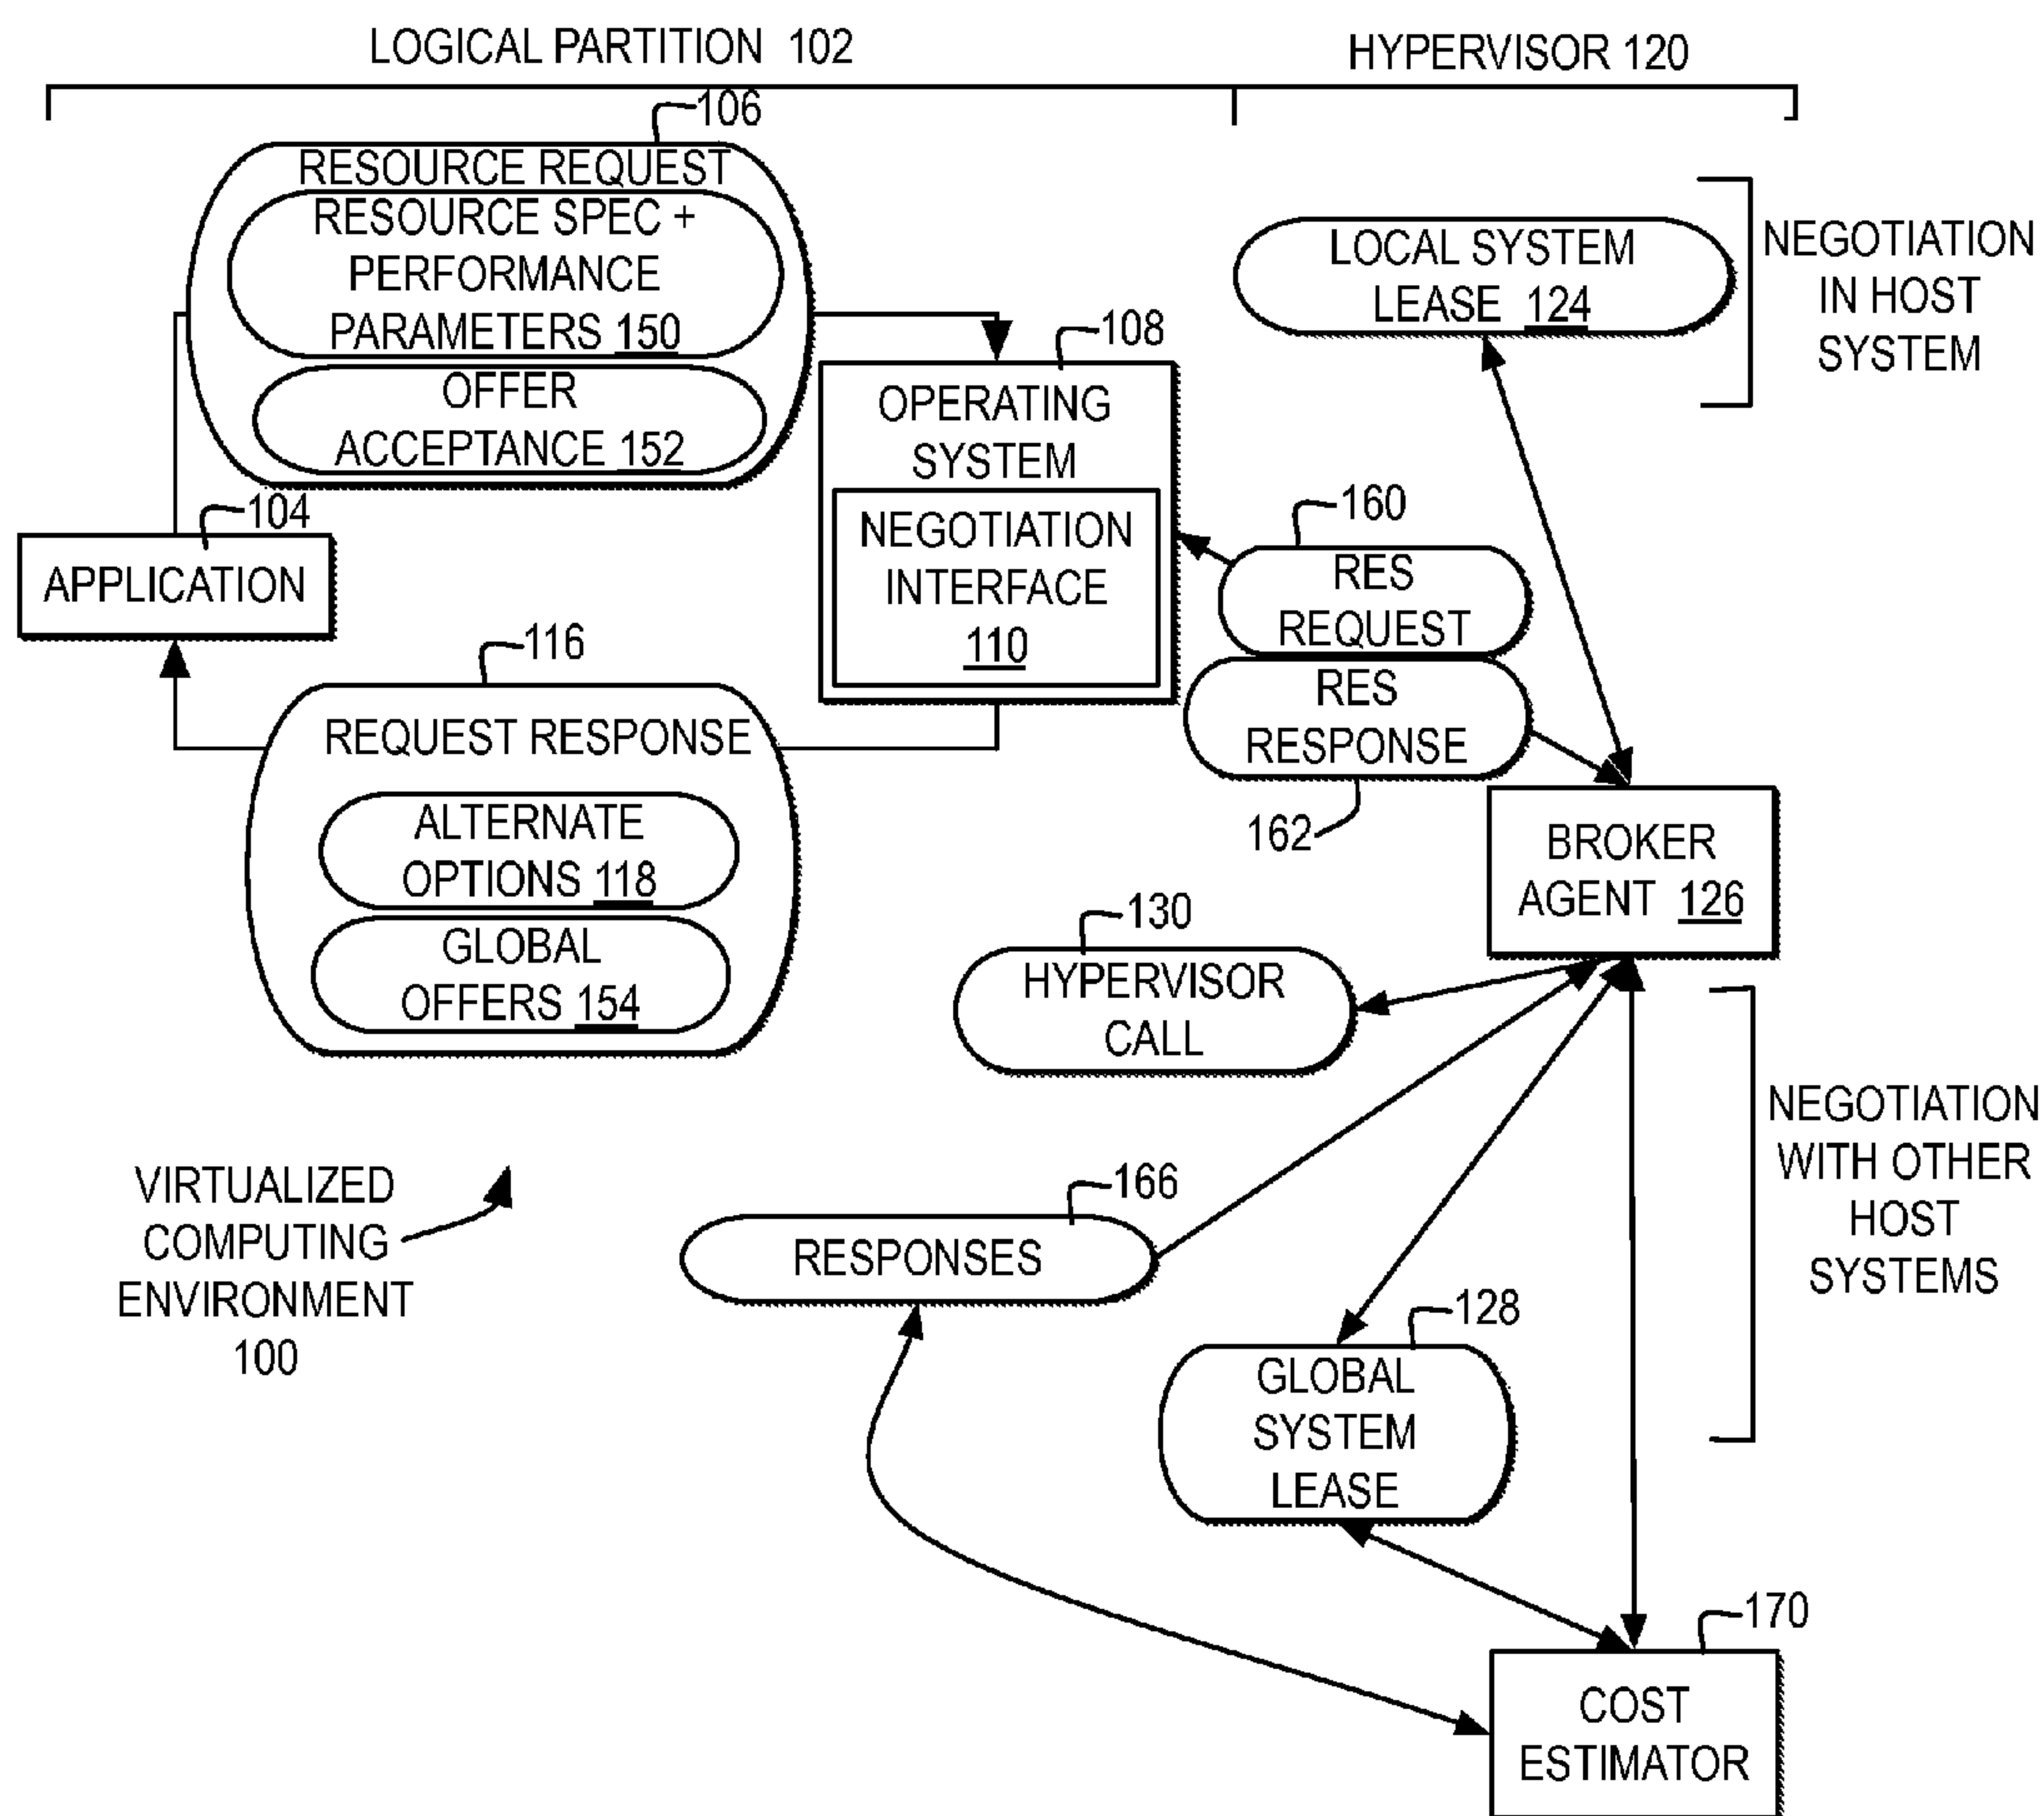 LOGICAL PARTITION 102
HYPERVISOR 120
106
RESOURCE REQUEST
RESOURCE SPEC +
PERFORMANCE
PARAMETERS 150
OFFER
ACCEPTANCE 152
LOCAL SYSTEM
LEASE 124
NEGOTIATION
IN HOST
SYSTEM
108
OPERATING
SYSTEM
NEGOTIATION
INTERFACE
110
104
APPLICATION
160
RES
REQUEST
RES
RESPONSE
162
116
REQUEST RESPONSE
ALTERNATE
OPTIONS 118
GLOBAL
OFFERS 154
BROKER
AGENT 126
130
HYPERVISOR
CALL
NEGOTIATION
WITH OTHER
HOST
SYSTEMS
VIRTUALIZED
COMPUTING
ENVIRONMENT
100
166
RESPONSES
128
GLOBAL
SYSTEM
LEASE
170
COST
ESTIMATOR